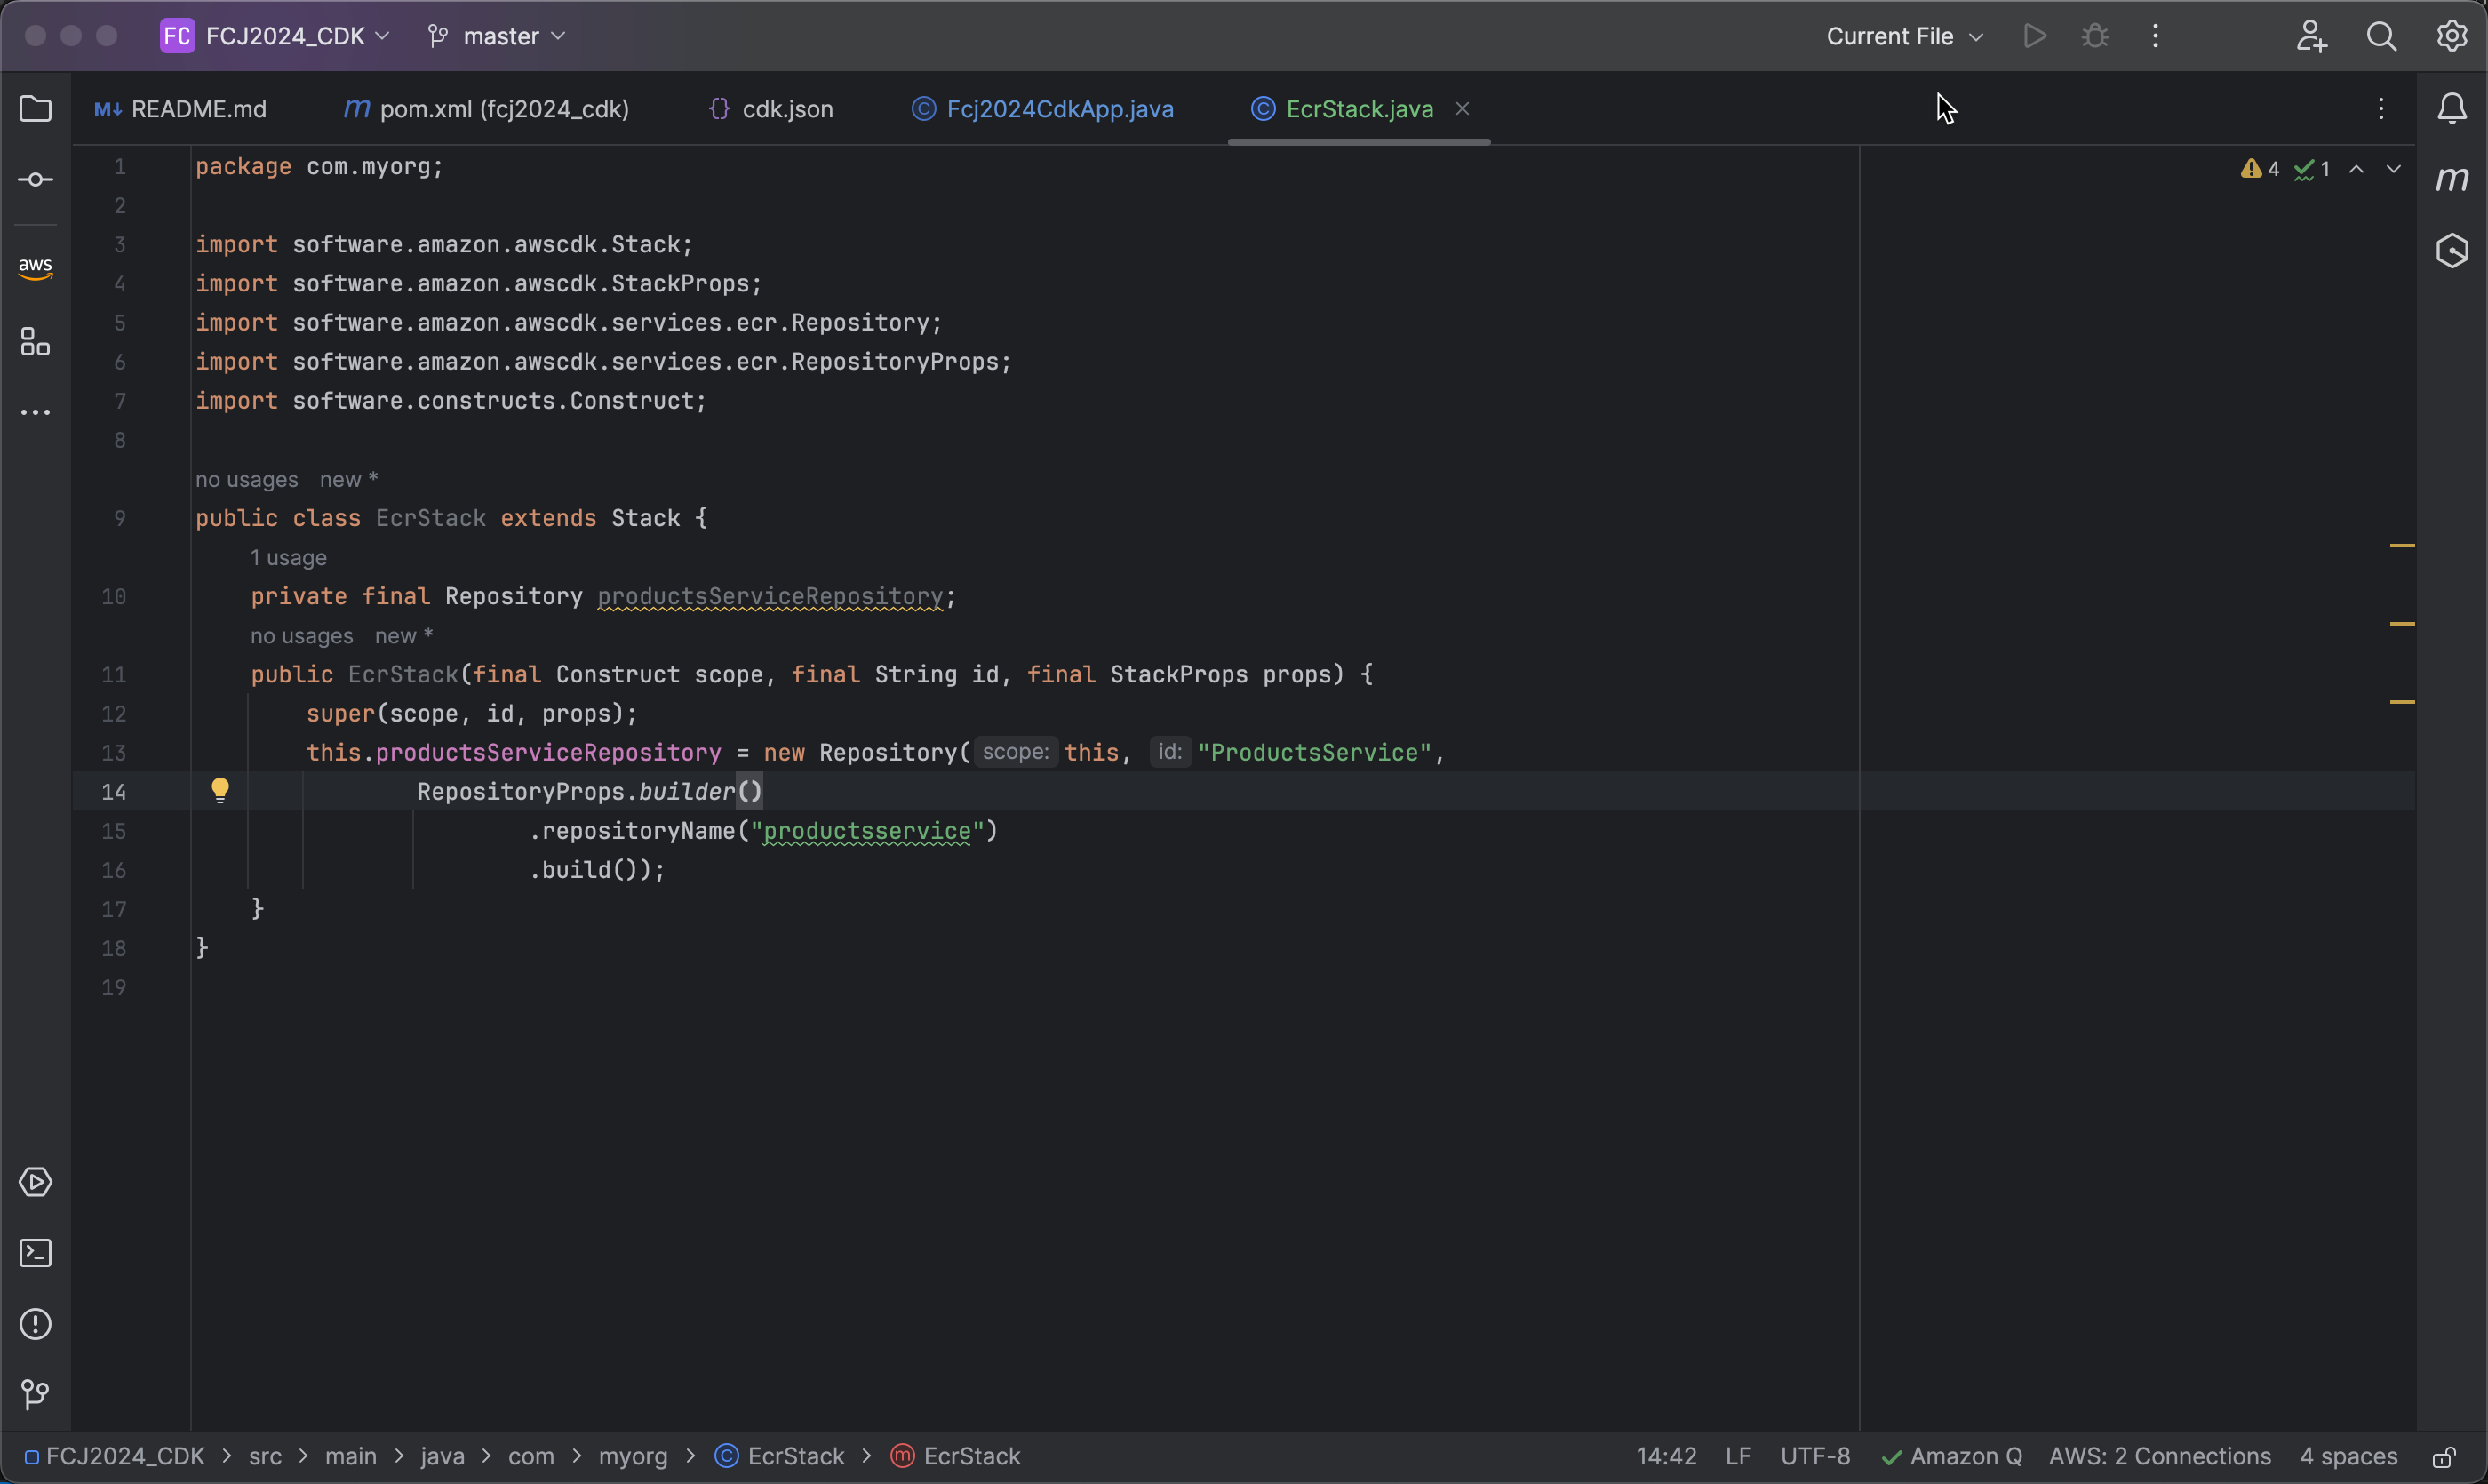 FC FCJ2024_CDK master Current File
M↓ README.md m pom.xml (fcj2024_cdk) {} cdk.json C Fcj2024CdkApp.java C EcrStack.java
4 1
aws
m
1 package com.myorg;
2
3 import software.amazon.awscdk.Stack;
4 import software.amazon.awscdk.StackProps;
5 import software.amazon.awscdk.services.ecr.Repository;
6 import software.amazon.awscdk.services.ecr.RepositoryProps;
7 import software.constructs.Construct;
8
no usages new *
9 public class EcrStack extends Stack {
1 usage
10 private final Repository productsServiceRepository;
no usages new *
11 public EcrStack(final Construct scope, final String id, final StackProps props) {
12 super(scope, id, props);
13 this.productsServiceRepository = new Repository( scope: this, id: "ProductsService",
14 RepositoryProps.builder()
15 .repositoryName("productsservice")
16 .build());
17 }
18 }
19
FCJ2024_CDK > src > main > java > com > myorg > C EcrStack > m EcrStack 14:42 LF UTF-8 Amazon Q AWS: 2 Connections 4 spaces